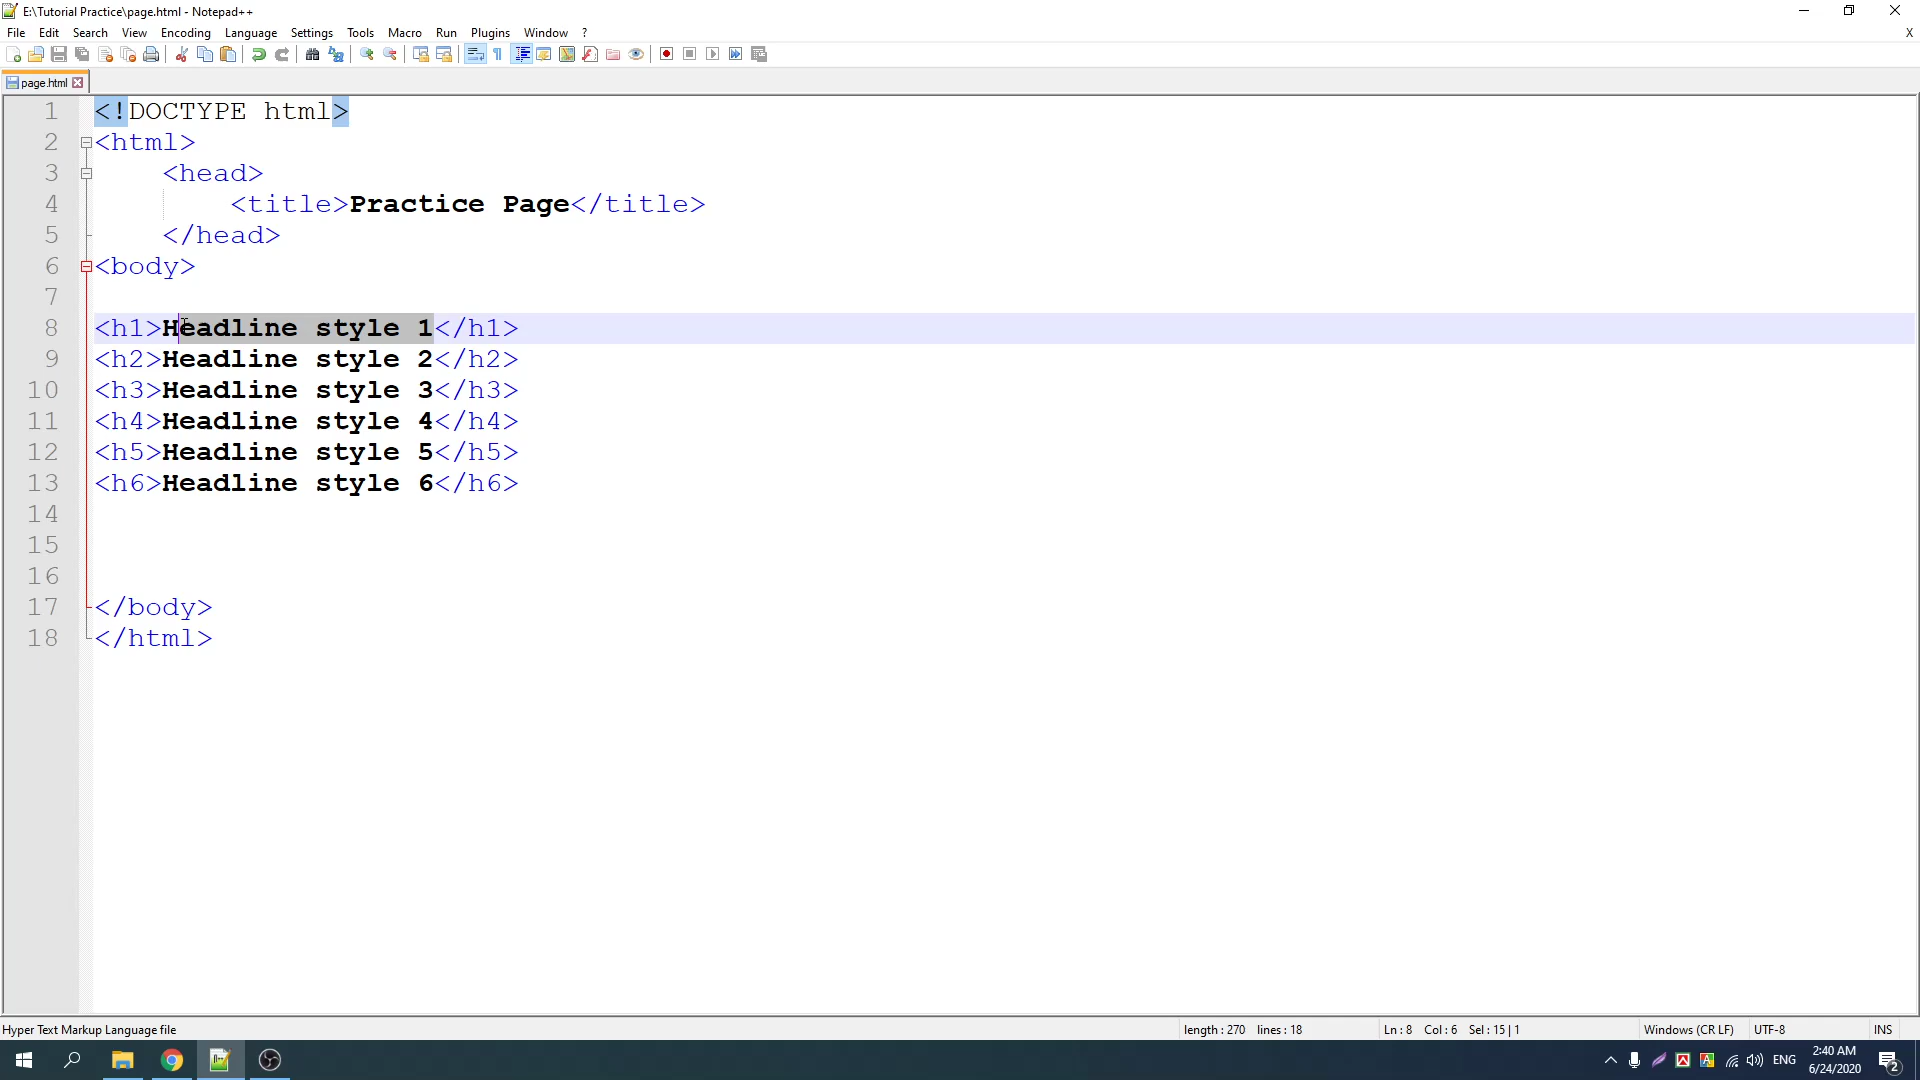 E:\Tutorial Practice\page.html - Notepad++
File Edit Search View Encoding Language Settings Tools Macro Run Plugins Window ? X
page.html
1 <!DOCTYPE html>
2 <html>
3 <head>
4 <title>Practice Page</title>
5 </head>
6 <body>
7
8 <h1>Headline style 1</h1>
9 <h2>Headline style 2</h2>
10 <h3>Headline style 3</h3>
11 <h4>Headline style 4</h4>
12 <h5>Headline style 5</h5>
13 <h6>Headline style 6</h6>
14
15
16
17 </body>
18 </html>
Hyper Text Markup Language file length : 270 lines : 18 Ln : 8 Col : 6 Sel : 15 | 1 Windows (CR LF) UTF-8 INS
ENG 2:40 AM 2
6/24/2020